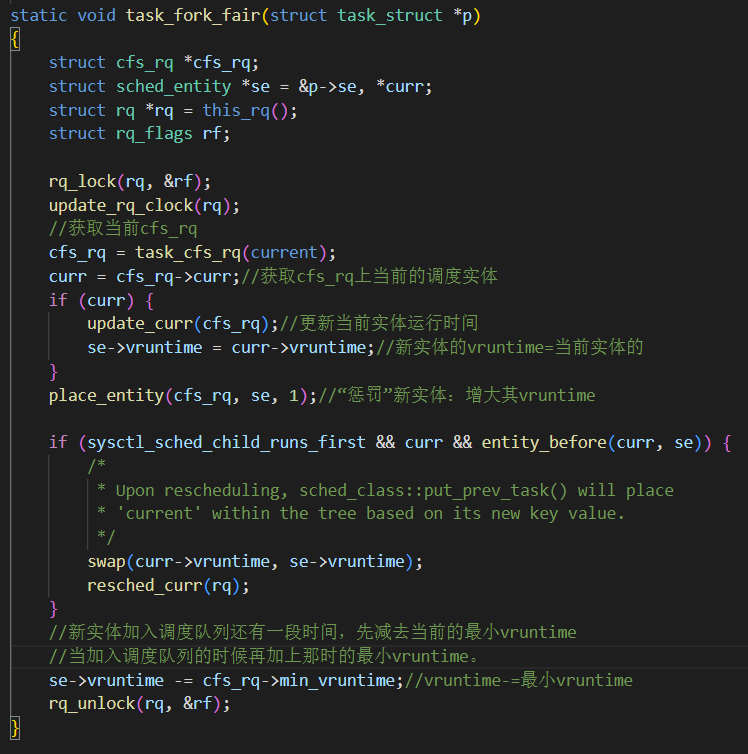 static void task_fork_fair(struct task_struct *p)
{
    struct cfs_rq *cfs_rq;
    struct sched_entity *se = &p->se, *curr;
    struct rq *rq = this_rq();
    struct rq_flags rf;

    rq_lock(rq, &rf);
    update_rq_clock(rq);
    //获取当前cfs_rq
    cfs_rq = task_cfs_rq(current);
    curr = cfs_rq->curr;//获取cfs_rq上当前的调度实体
    if (curr) {
        update_curr(cfs_rq);//更新当前实体运行时间
        se->vruntime = curr->vruntime;//新实体的vruntime=当前实体的
    }
    place_entity(cfs_rq, se, 1);//“惩罚”新实体：增大其vruntime

    if (sysctl_sched_child_runs_first && curr && entity_before(curr, se)) {
        /*
         * Upon rescheduling, sched_class::put_prev_task() will place
         * 'current' within the tree based on its new key value.
         */
        swap(curr->vruntime, se->vruntime);
        resched_curr(rq);
    }
    //新实体加入调度队列还有一段时间，先减去当前的最小vruntime
    //当加入调度队列的时候再加上那时的最小vruntime。
    se->vruntime -= cfs_rq->min_vruntime;//vruntime-=最小vruntime
    rq_unlock(rq, &rf);
}